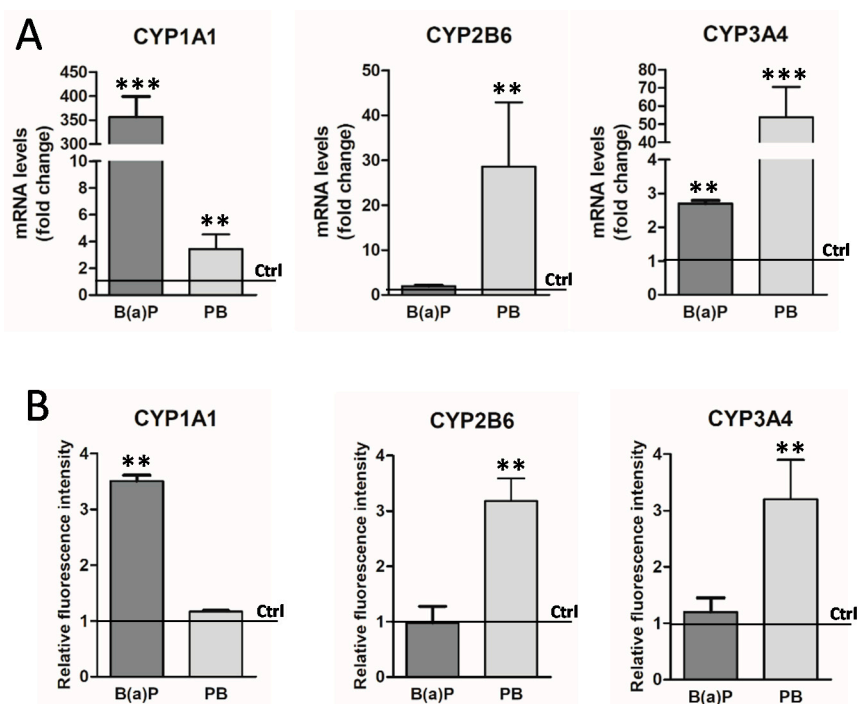 A
CYP1A1
CYP2B6
CYP3A4
mRNA levels
(fold change)
450
400
350
300
10
8
6
4
2
0
***
**
Ctrl
B(a)P PB
mRNA levels
(fold change)
50
40
30
20
10
0
**
Ctrl
B(a)P PB
mRNA levels
(fold change)
80
70
60
50
40
4
3
2
1
0
**
***
Ctrl
B(a)P PB
B
CYP1A1
CYP2B6
CYP3A4
Relative fluorescence intensity
4
3
2
1
0
**
Ctrl
B(a)P PB
Relative fluorescence intensity
4
3
2
1
0
**
Ctrl
B(a)P PB
Relative fluorescence intensity
4
3
2
1
0
**
Ctrl
B(a)P PB